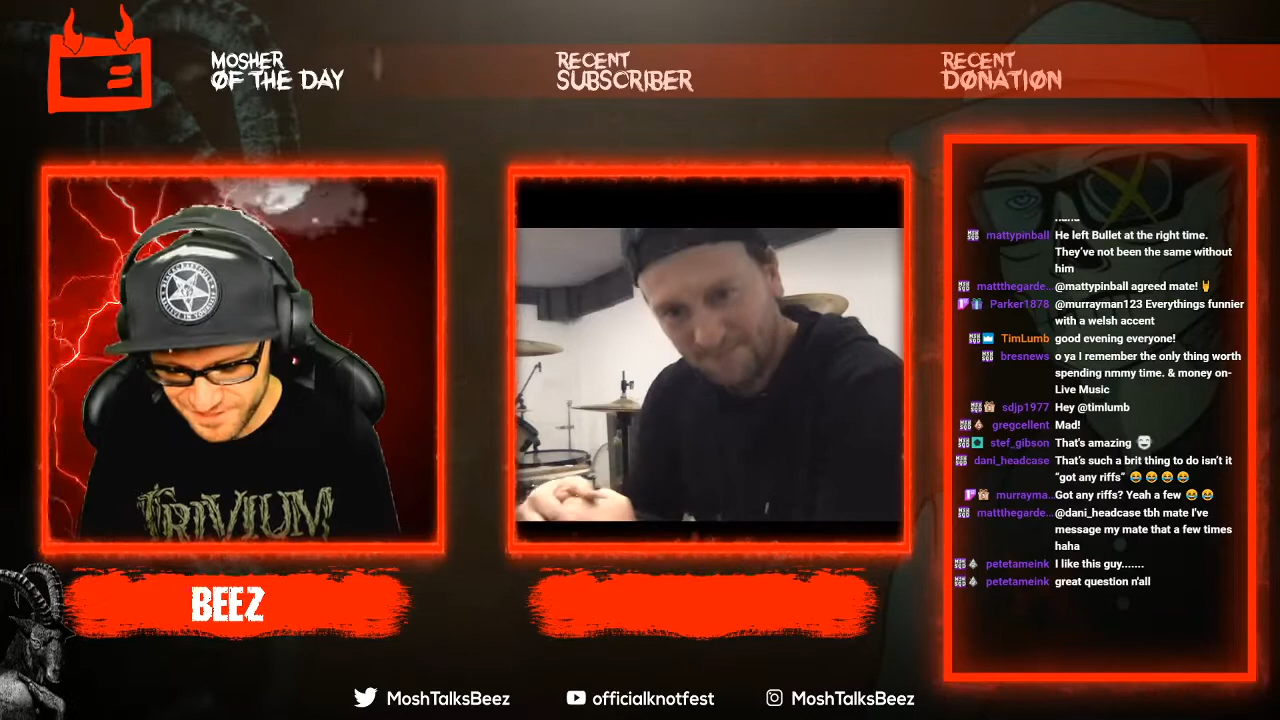 MOSHER
ØF THE DAY
RECENT
SUBSCRIBER
RECENT
DØNATIØN
TRIVIUM
BEEZ
mattypinball He left Bullet at the right time.
They've not been the same without
him
mattthegarde... @mattypinball agreed mate! 🤘
Parker1878 @murrayman123 Everythings funnier
with a welsh accent
TimLumb good evening everyone!
bresnews o ya I remember the only thing worth
spending nmmy time. & money on-
Live Music
sdjp1977 Hey @timlumb
gregcellent Mad!
stef_gibson That's amazing
dani_headcase That's such a brit thing to do isn't it
"got any riffs" 😂 😂 😂 😂
murrayma... Got any riffs? Yeah a few 😂 😂
mattthegarde... @dani_headcase tbh mate I've
message my mate that a few times
haha
petetameink I like this guy.......
petetameink great question n'all
MoshTalksBeez
officialknotfest
MoshTalksBeez